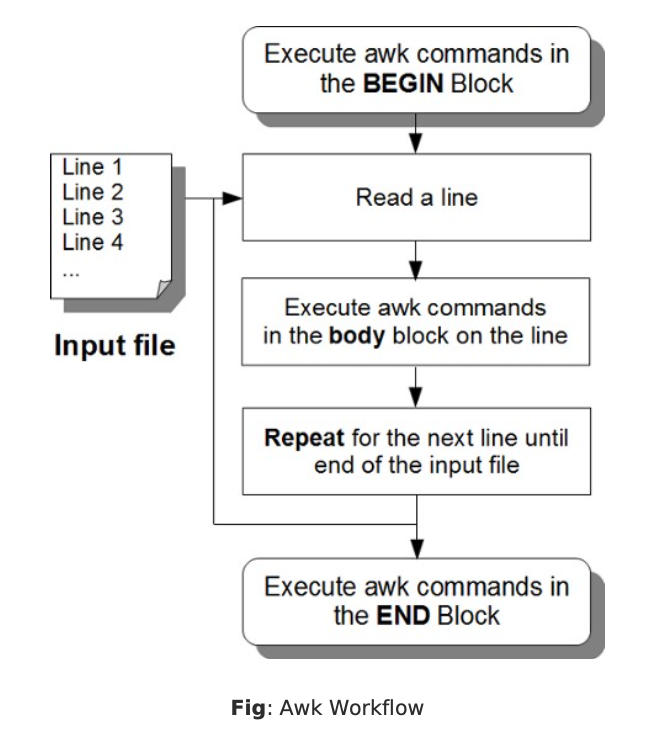 Execute awk commands in
the BEGIN Block
Line 1
Line 2
Line 3
Line 4
...
Input file
Read a line
Execute awk commands
in the body block on the line
Repeat for the next line until
end of the input file
Execute awk commands in
the END Block
Fig: Awk Workflow